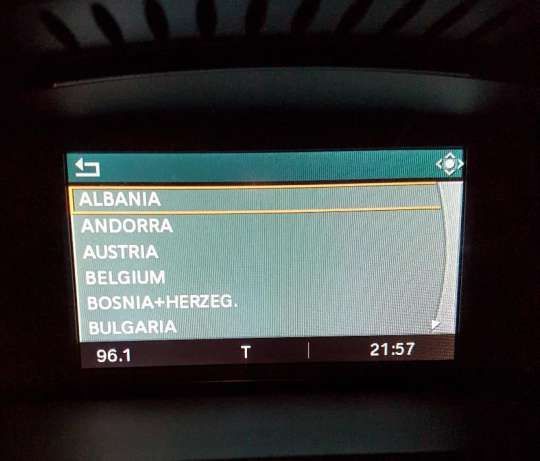 ALBANIA
ANDORRA
AUSTRIA
BELGIUM
BOSNIA+HERZEG.
BULGARIA
96.1 T 21:57